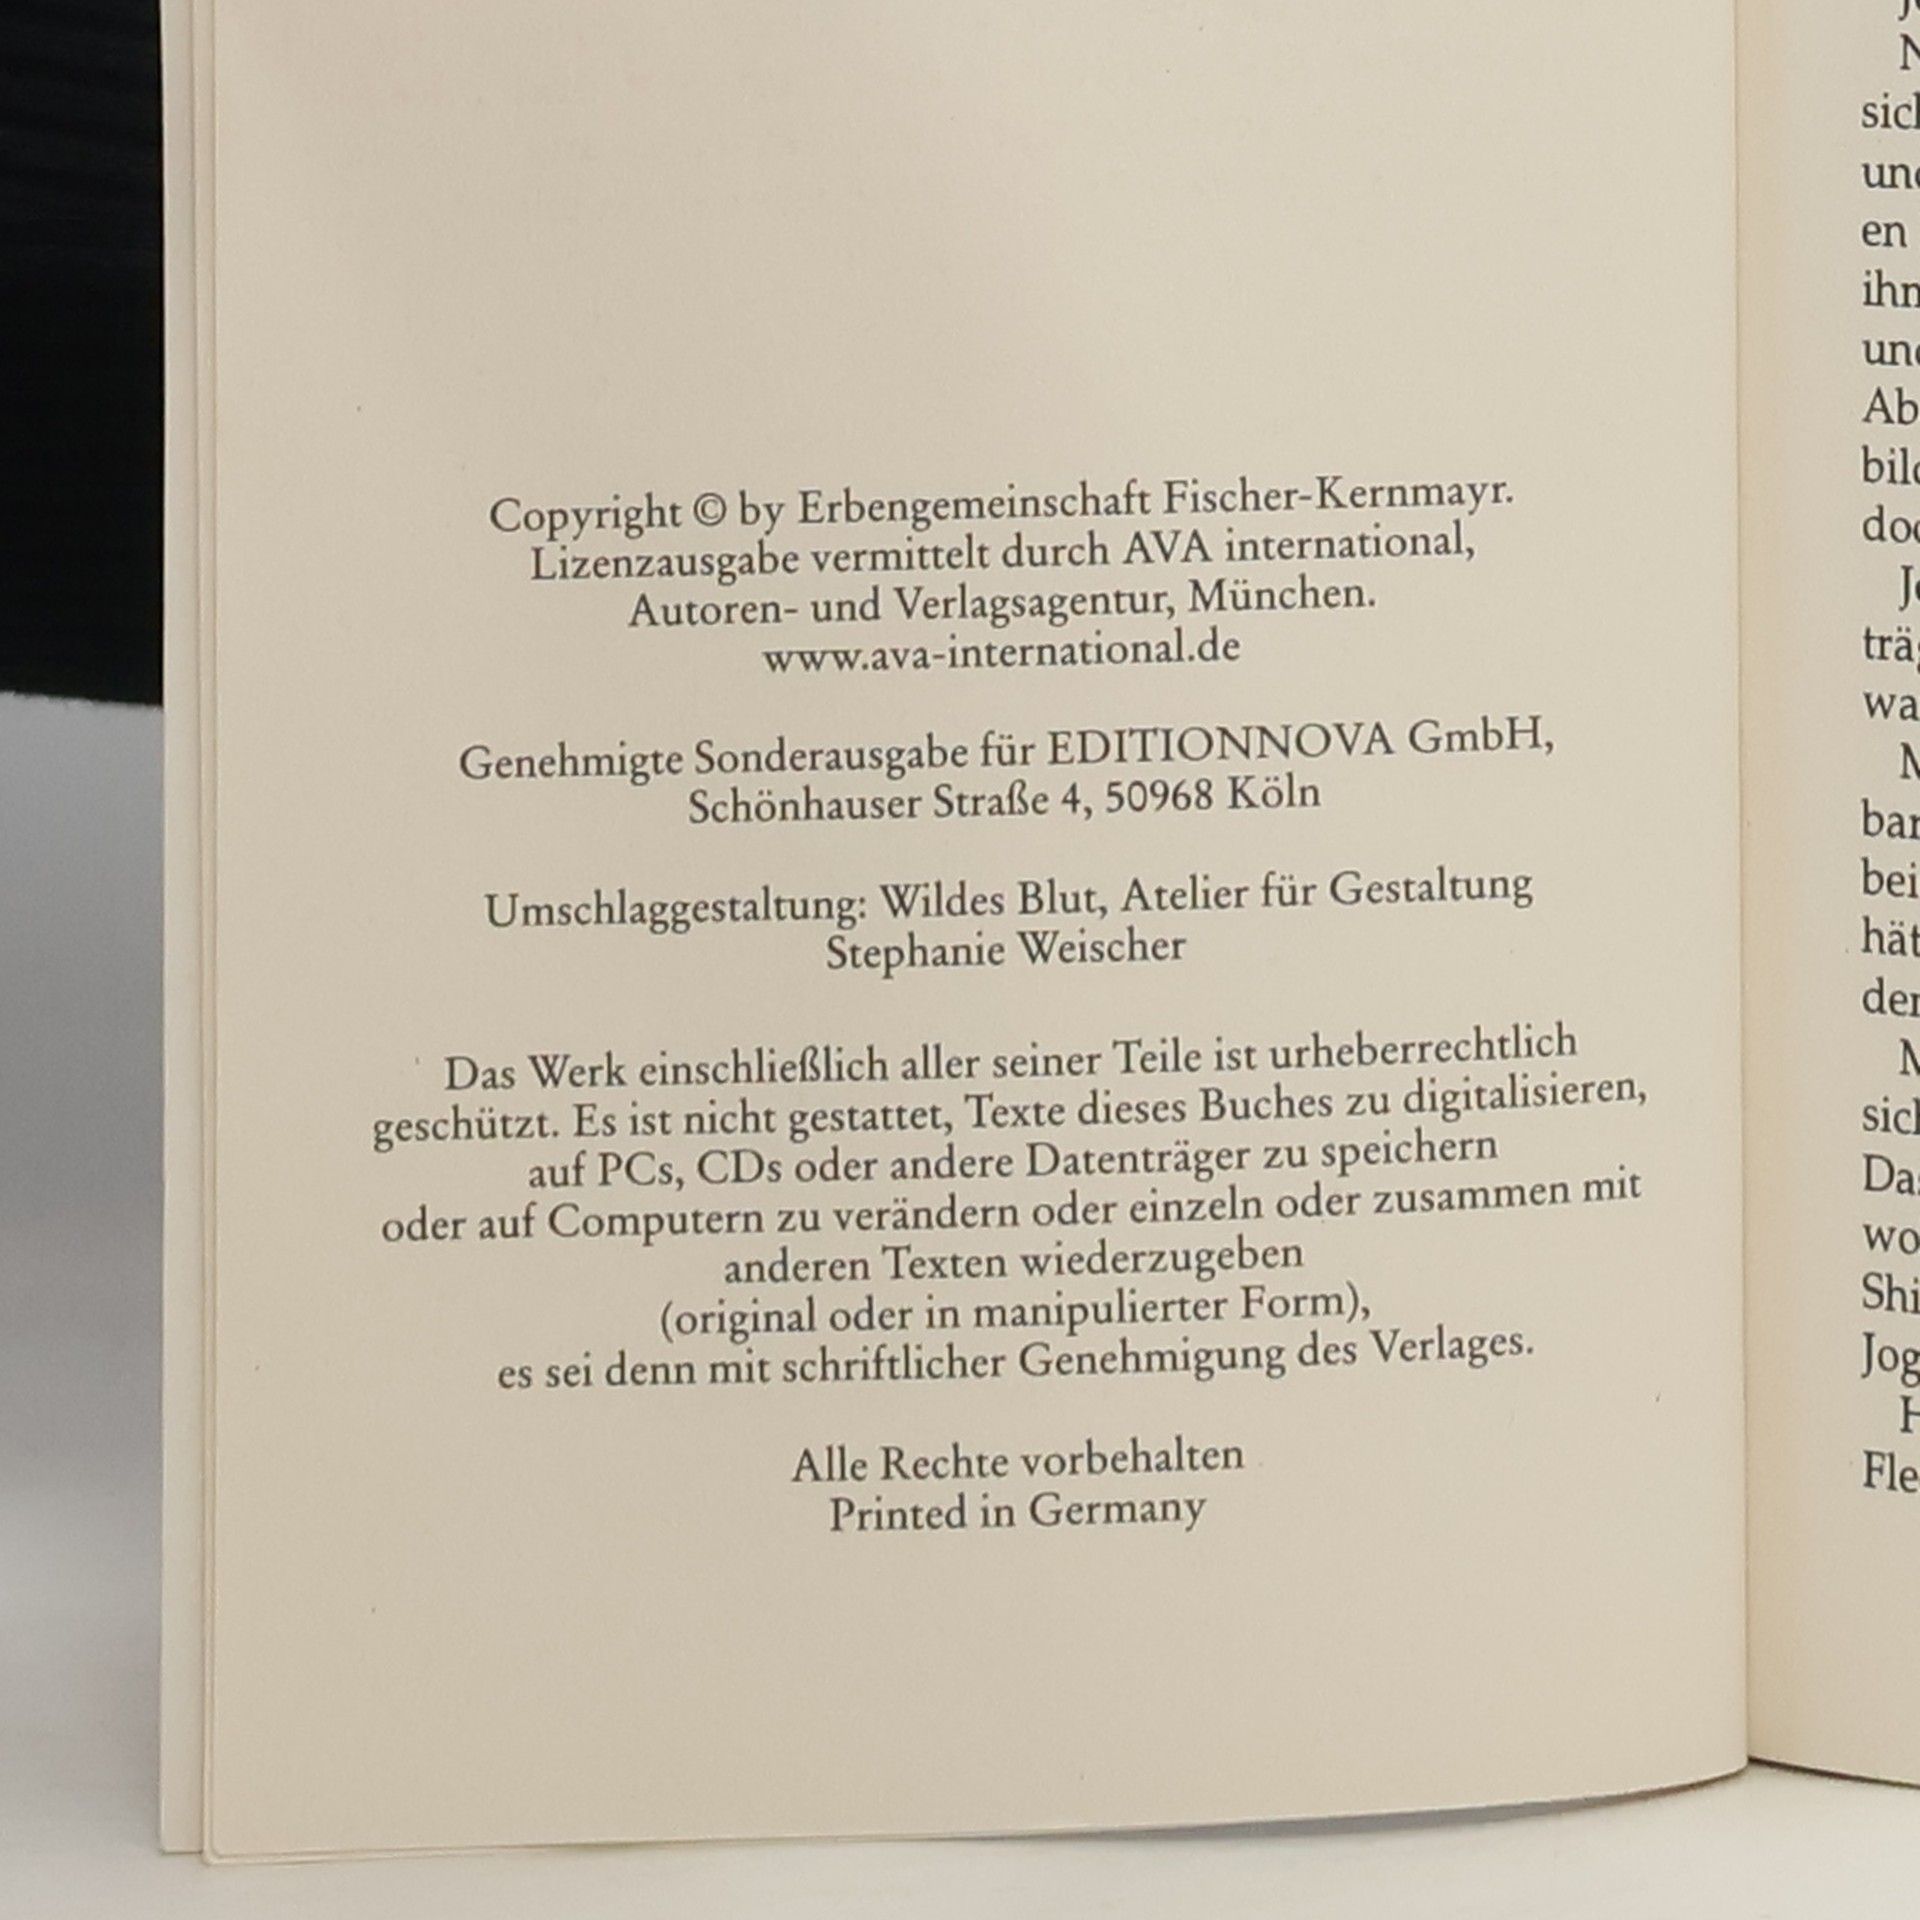 Copyright © by Erbengemeinschaft Fischer-Kernmayr.
Lizenzausgabe vermittelt durch AVA international,
Autoren- und Verlagsagentur, München.
www.ava-international.de
Genehmigte Sonderausgabe für EDITIONNOVA GmbH,
Schönhauser Straße 4, 50968 Köln
Umschlaggestaltung: Wildes Blut, Atelier für Gestaltung
Stephanie Weischer
Das Werk einschließlich aller seiner Teile ist urheberrechtlich
geschützt. Es ist nicht gestattet, Texte dieses Buches zu digitalisieren,
auf PCs, CDs oder andere Datenträger zu speichern
oder auf Computern zu verändern oder einzeln oder zusammen mit
anderen Texten wiederzugeben
(original oder in manipulierter Form),
es sei denn mit schriftlicher Genehmigung des Verlages.
Alle Rechte vorbehalten
Printed in Germany
en
bei